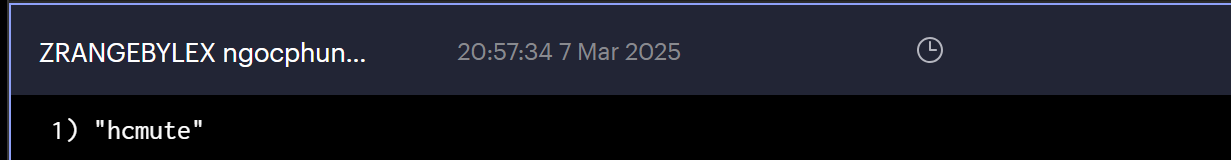 ZRANGEBYLEX ngocphun... 20:57:34 7 Mar 2025
1) "hcmute"